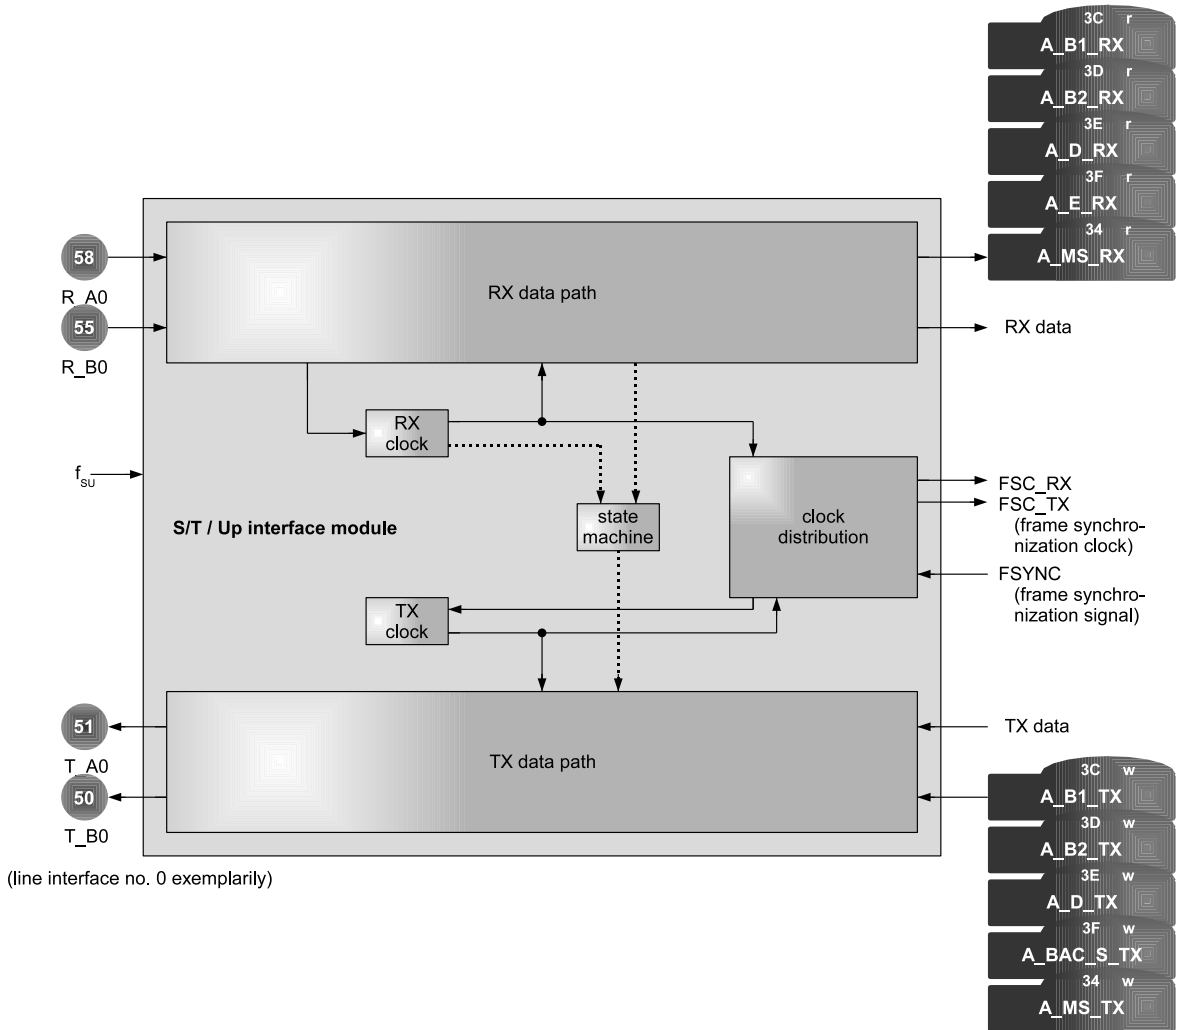 3C r
A_B1_RX
3D r
A_B2_RX
3E r
A_D_RX
3F r
A_E_RX
34 r
A_MS_RX
58
R_A0
55
R_B0
RX data path
RX data
RX
clock
f_SU
S/T / Up interface module
state
machine
clock
distribution
FSC_RX
FSC_TX
(frame synchro-
nization clock)
FSYNC
(frame synchro-
nization signal)
TX
clock
51
T_A0
50
T_B0
TX data path
TX data
3C w
A_B1_TX
3D w
A_B2_TX
3E w
A_D_TX
3F w
A_BAC_S_TX
34 w
A_MS_TX
(line interface no. 0 exemplarily)